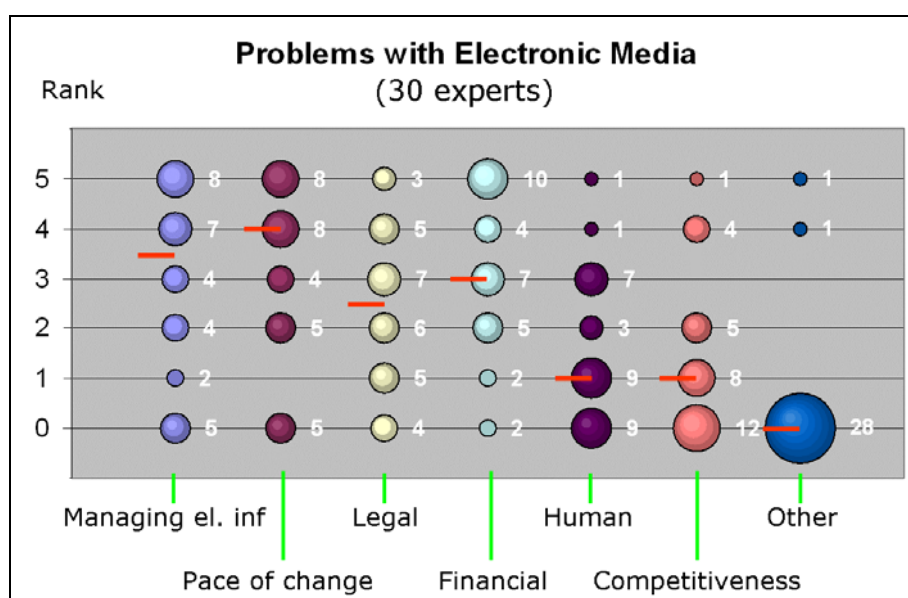 Problems with Electronic Media
Rank (30 experts)
5 8 8 3 10 1 1 1
4 7 8 5 4 1 4 1
3 4 4 7 7 7
2 4 5 6 5 3 5
1 2 5 2 9 8
0 5 5 4 2 9 12 28
Managing el. inf Legal Human Other
Pace of change Financial Competitiveness